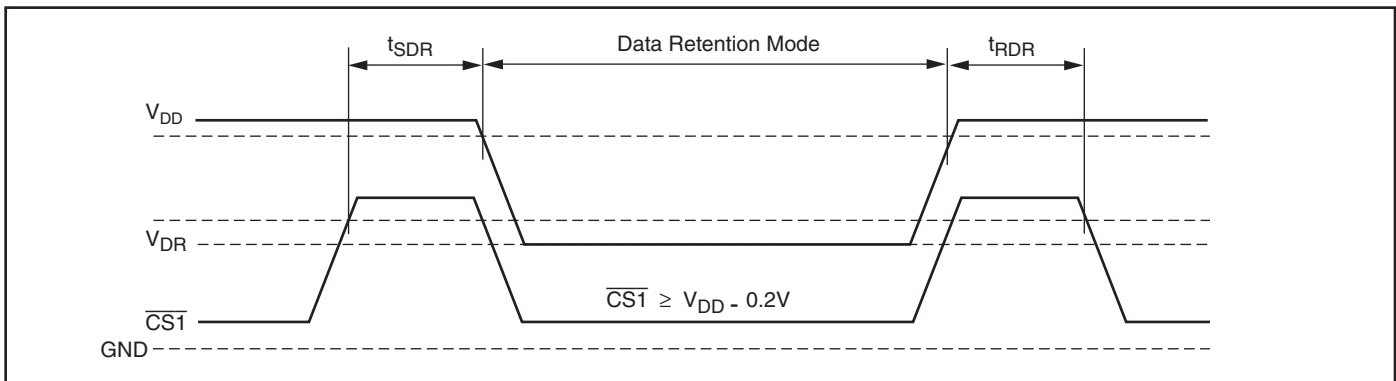 tSDR Data Retention Mode tRDR
VDD
VDR
CS1 ≥ VDD - 0.2V
CS1
GND